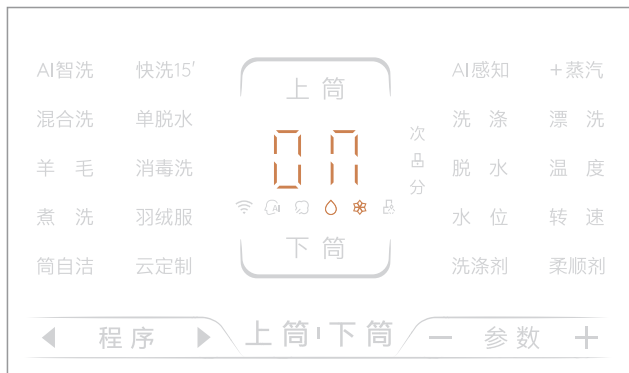 AI智洗 快洗15′ 上筒 AI感知 +蒸汽
混合洗 单脱水 次 洗涤 漂洗
羊毛 消毒洗 0n 分 脱水 温度
煮洗 羽绒服 AI 水位 转速
筒自洁 云定制 下筒 洗涤剂 柔顺剂
程序 上筒 下筒 − 参数 +